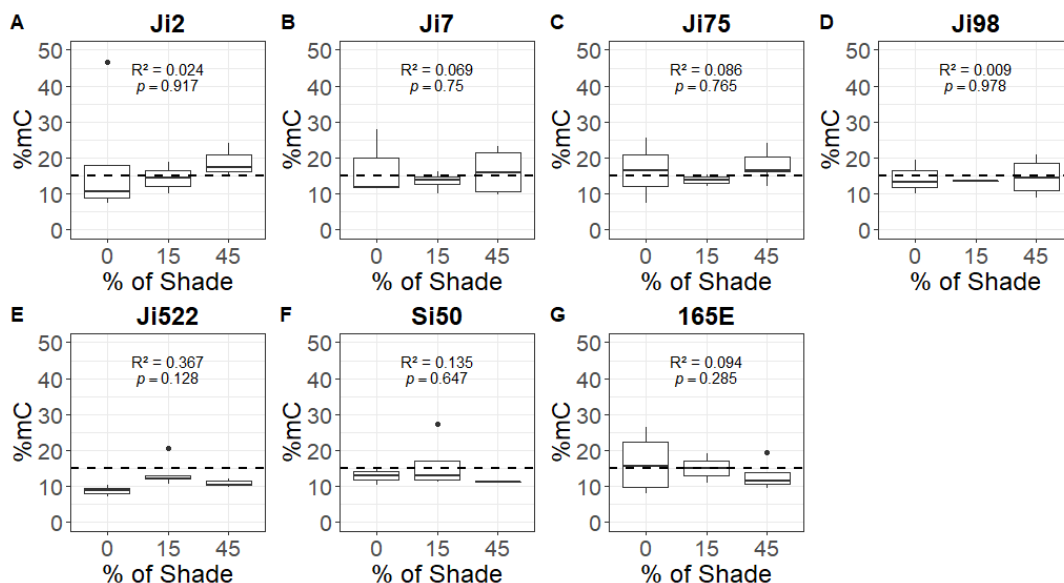 A Ji2
50
40
30
20
10
0
%mC
R² = 0.024
p = 0.917
0 15 45
% of Shade
B Ji7
50
40
30
20
10
0
%mC
R² = 0.069
p = 0.75
0 15 45
% of Shade
C Ji75
50
40
30
20
10
0
%mC
R² = 0.086
p = 0.765
0 15 45
% of Shade
D Ji98
50
40
30
20
10
0
%mC
R² = 0.009
p = 0.978
0 15 45
% of Shade
E Ji522
50
40
30
20
10
0
%mC
R² = 0.367
p = 0.128
0 15 45
% of Shade
F Si50
50
40
30
20
10
0
%mC
R² = 0.135
p = 0.647
0 15 45
% of Shade
G 165E
50
40
30
20
10
0
%mC
R² = 0.094
p = 0.285
0 15 45
% of Shade